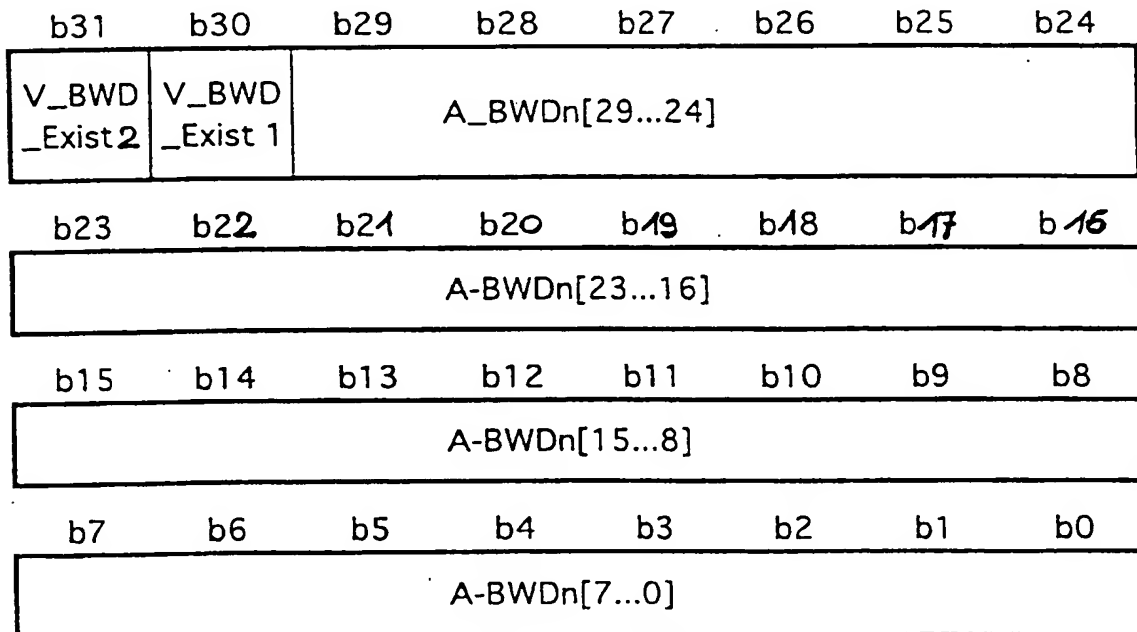 b31 b30 b29 b28 b27 b26 b25 b24
V_BWD V_BWD A_BWDn[29...24]
_Exist2 _Exist 1
b23 b22 b21 b20 b19 b18 b17 b16
A-BWDn[23...16]
b15 b14 b13 b12 b11 b10 b9 b8
A-BWDn[15...8]
b7 b6 b5 b4 b3 b2 b1 b0
A-BWDn[7...0]